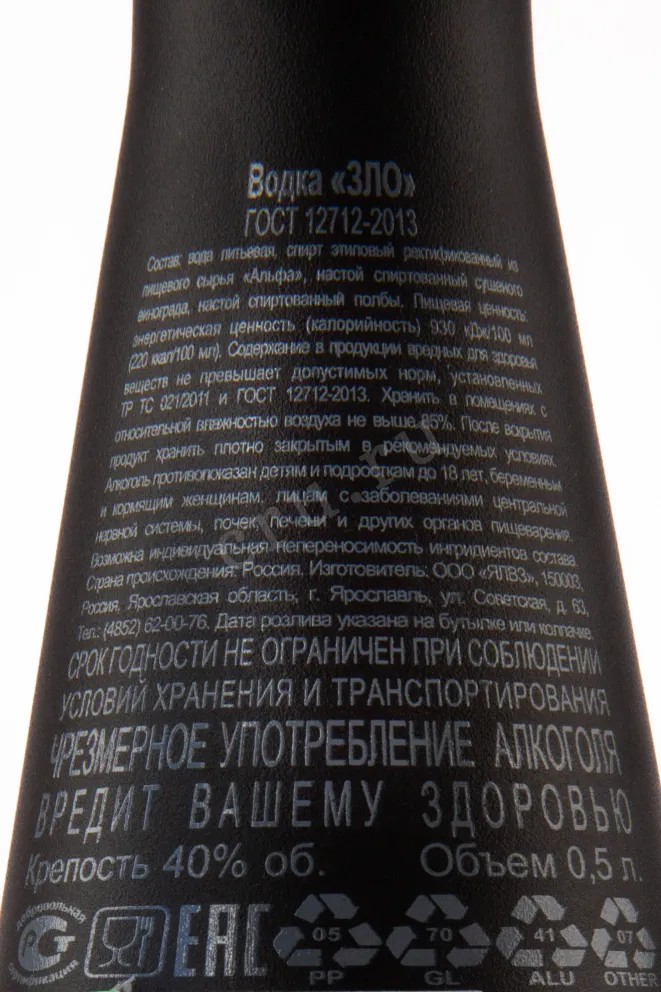 Водка «ЗЛО»
ГОСТ 12712-2013
Состав: вода питьевая, спирт этиловый ректификованный из
пищевого сырья «Альфа», настой спиртованный сушеного
винограда, настой спиртованный полбы. Пищевая ценность:
энергетическая ценность (калорийность) 930 кДж/100 мл
(220 ккал/100 мл). Содержание в продукции вредных для здоровья
веществ не превышает допустимых норм, установленных
ТР ТС 021/2011 и ГОСТ 12712-2013. Хранить в помещениях с
относительной влажностью воздуха не выше 85%. После вскрытия
продукт хранить плотно закрытым в рекомендуемых условиях.
Алкоголь противопоказан детям и подросткам до 18 лет, беременным
и кормящим женщинам, лицам с заболеваниями центральной
нервной системы, почек, печени и других органов пищеварения.
Возможна индивидуальная непереносимость ингридиентов состава
Страна происхождения: Россия. Изготовитель: ООО «ЯЛВЗ», 150003,
Россия, Ярославская область, г. Ярославль, ул. Советская, д. 63,
Тел.: (4852) 62-00-76. Дата розлива указана на бутылке или колпачке.
СРОК ГОДНОСТИ НЕ ОГРАНИЧЕН ПРИ СОБЛЮДЕНИИ
УСЛОВИЙ ХРАНЕНИЯ И ТРАНСПОРТИРОВАНИЯ
ЧРЕЗМЕРНОЕ УПОТРЕБЛЕНИЕ АЛКОГОЛЯ
ВРЕДИТ ВАШЕМУ ЗДОРОВЬЮ
Крепость 40% об. Объем 0,5 л.
добровольная сертификация РСТ EAC 05 PP 70 GL 41 ALU 07 OTHER
cru.ru